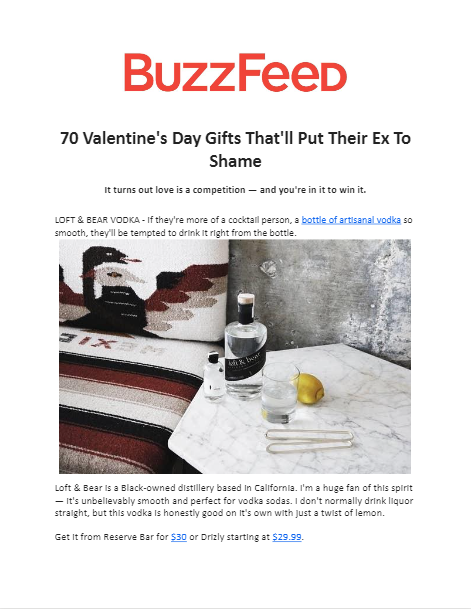 BuzzFeed
70 Valentine's Day Gifts That'll Put Their Ex To
Shame
It turns out love is a competition — and you're in it to win it.
LOFT & BEAR VODKA - If they're more of a cocktail person, a bottle of artisanal vodka so
smooth, they'll be tempted to drink it right from the bottle.
loft & bear
Loft & Bear is a Black-owned distillery based in California. I'm a huge fan of this spirit
— it's unbelievably smooth and perfect for vodka sodas. I don't normally drink liquor
straight, but this vodka is honestly good on it's own with just a twist of lemon.
Get it from Reserve Bar for $30 or Drizly starting at $29.99.